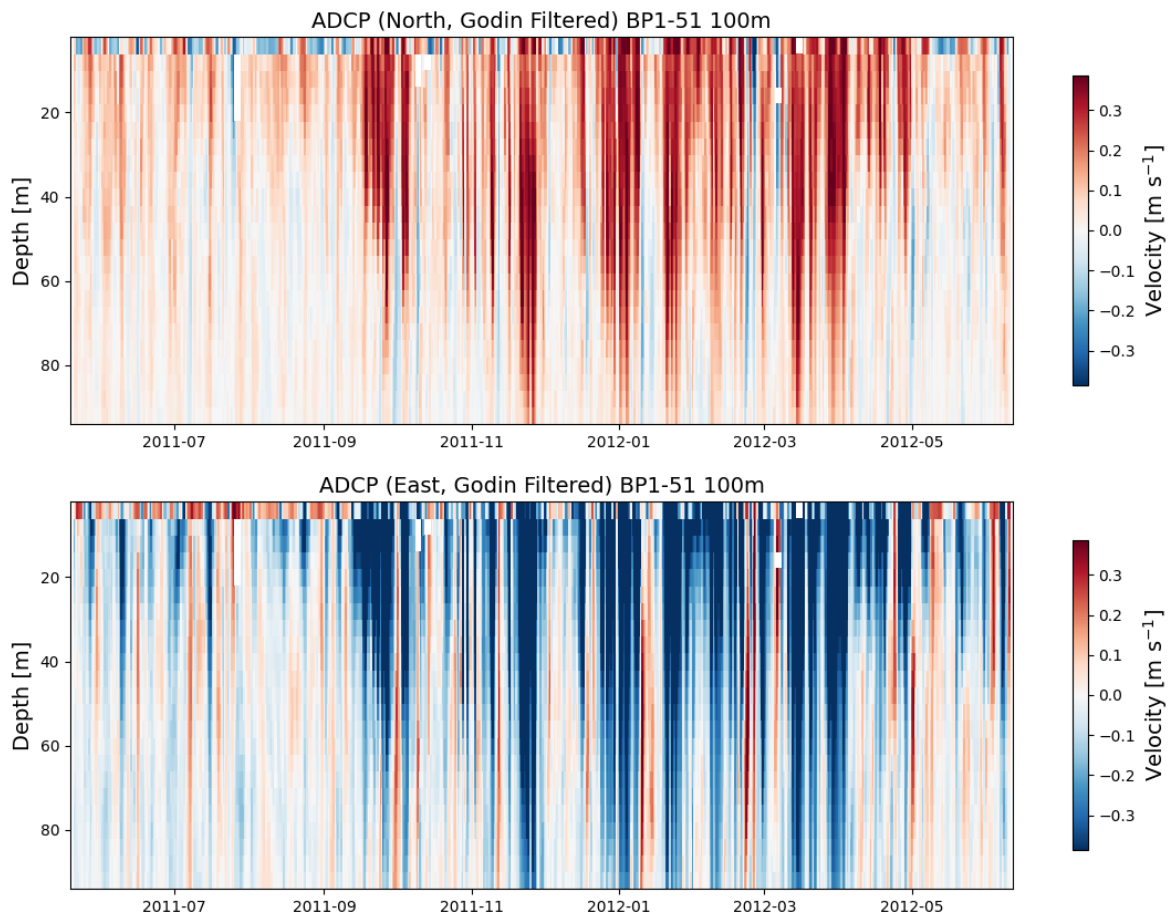 ADCP (North, Godin Filtered) BP1-51 100m
Depth [m]
20
40
60
80
2011-07 2011-09 2011-11 2012-01 2012-03 2012-05
0.3
0.2
0.1
0.0
−0.1
−0.2
−0.3
Velocity [m s⁻¹]
ADCP (East, Godin Filtered) BP1-51 100m
Depth [m]
20
40
60
80
2011-07 2011-09 2011-11 2012-01 2012-03 2012-05
0.3
0.2
0.1
0.0
−0.1
−0.2
−0.3
Velocity [m s⁻¹]